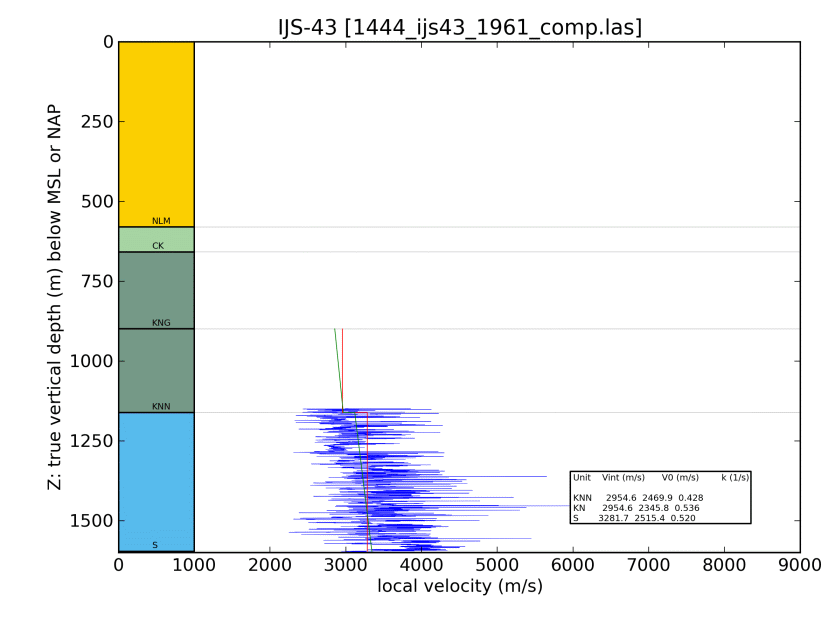 IJS-43 [1444_ijs43_1961_comp.las]
Z: true vertical depth (m) below MSL or NAP
0
250
500
750
1000
1250
1500
NLM
CK
KNG
KNN
S
Unit Vint (m/s) V0 (m/s) k (1/s)
KNN 2954.6 2469.9 0.428
KN 2954.6 2345.8 0.536
S 3281.7 2515.4 0.520
0 1000 2000 3000 4000 5000 6000 7000 8000 9000
local velocity (m/s)